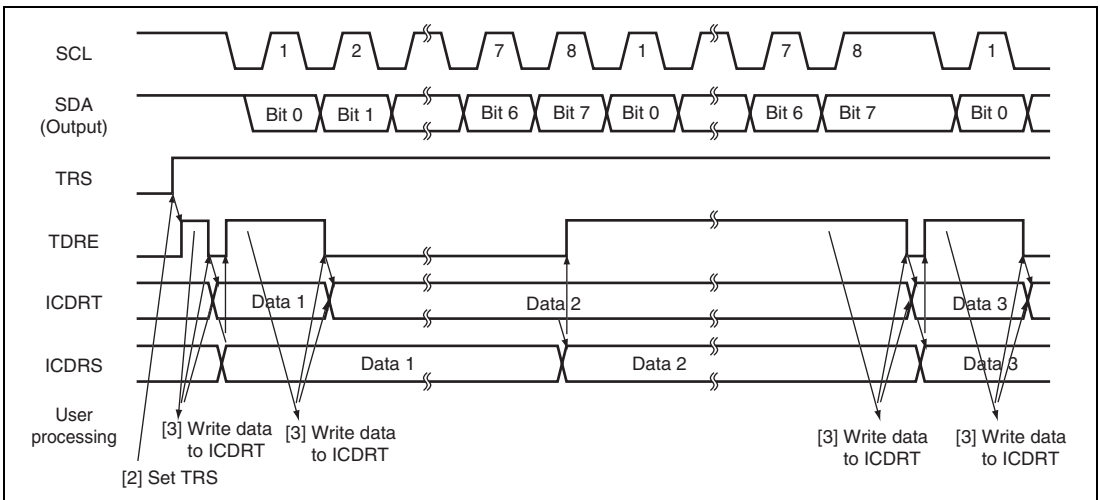 SCL 1 2 7 8 1 7 8 1
SDA
(Output) Bit 0 Bit 1 Bit 6 Bit 7 Bit 0 Bit 6 Bit 7 Bit 0
TRS
TDRE
ICDRT Data 1 Data 2 Data 3
ICDRS Data 1 Data 2 Data 3
User
processing
[3] Write data
to ICDRT
[3] Write data
to ICDRT
[3] Write data
to ICDRT
[3] Write data
to ICDRT
[2] Set TRS